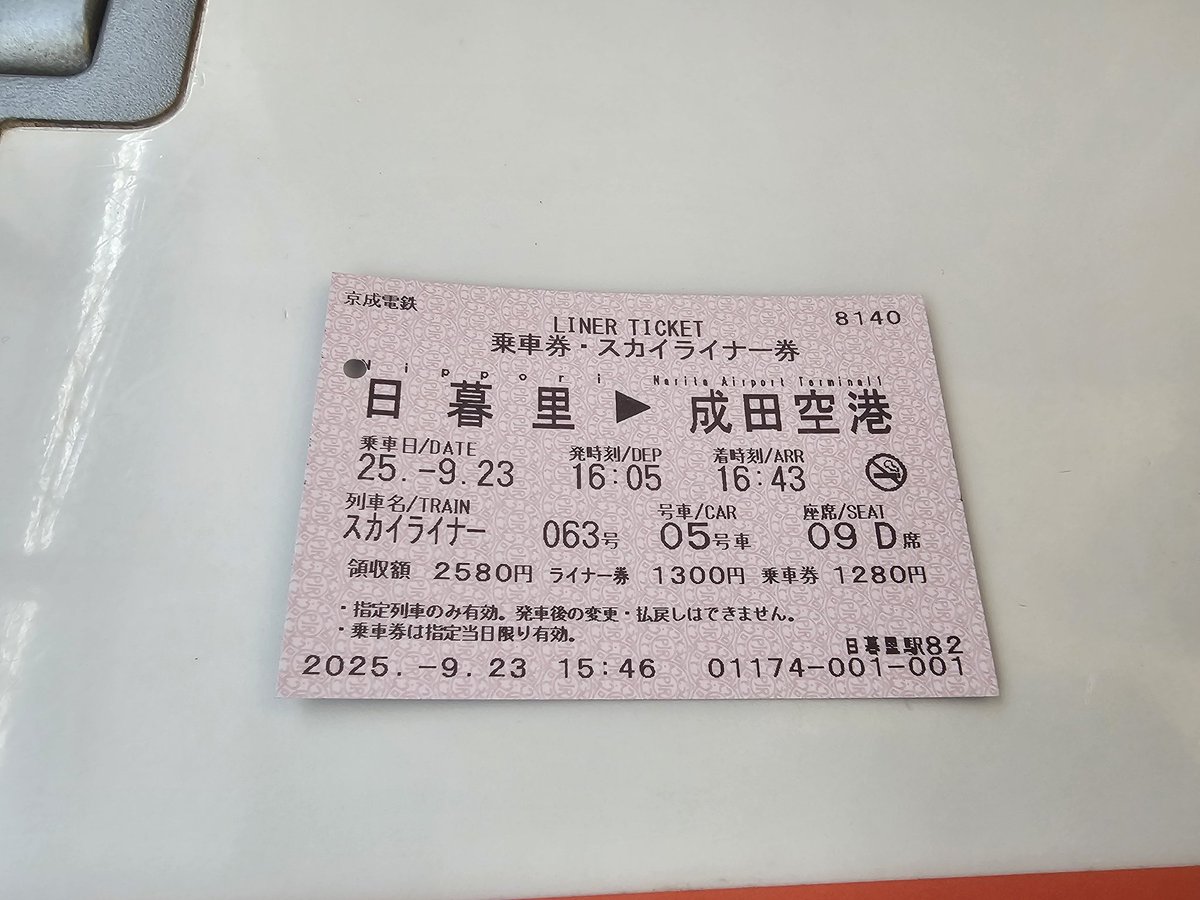 京成電鉄
8140
LINER TICKET
乗車券・スカイライナー券
Nippori Narita Airport Terminal1
日暮里 ▶ 成田空港
乗車日/DATE 発時刻/DEP 着時刻/ARR
25.-9.23 16:05 16:43
列車名/TRAIN 号車/CAR 座席/SEAT
スカイライナー 063号 05号車 09 D席
領収額 2580円 ライナー券 1300円 乗車券 1280円
・指定列車のみ有効。発車後の変更・払戻しはできません。
・乗車券は指定当日限り有効。
日暮里駅82
2025.-9.23 15:46 01174-001-001